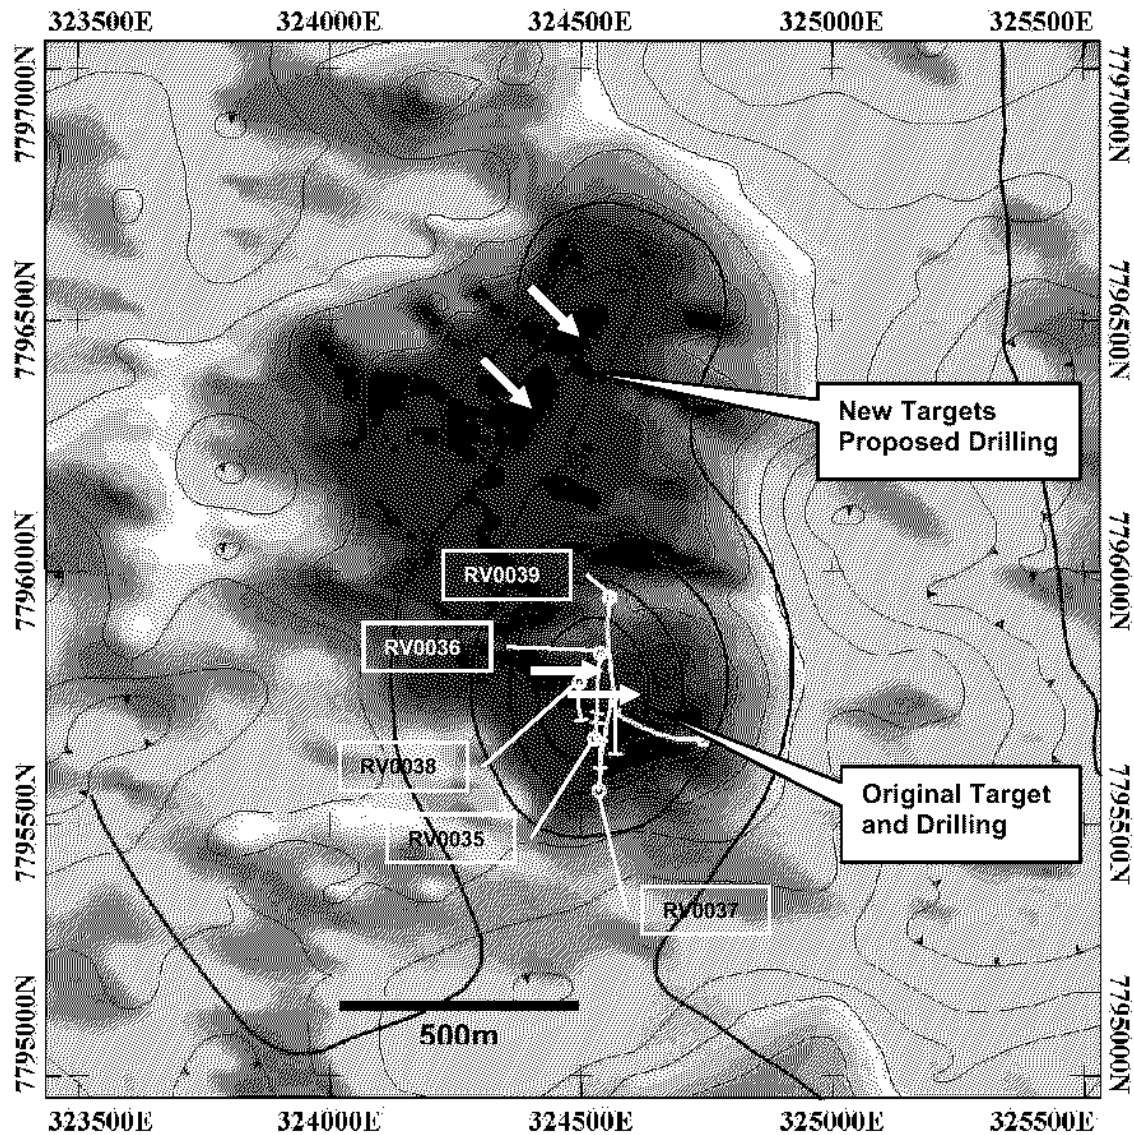 323500E 324000E 324500E 325000E 325500E
7797000N 7797000N
7796500N 7796500N
New Targets
Proposed Drilling
7796000N 7796000N
RV0039
RV0036
RV0038
Original Target
and Drilling
7795500N 7795500N
RV0035
RV0037
500m
7795000N 7795000N
323500E 324000E 324500E 325000E 325500E